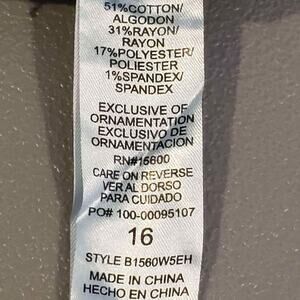 51%COTTON/
ALGODON
31%RAYON/
RAYON
17%POLYESTER/
POLIESTER
1%SPANDEX/
SPANDEX
EXCLUSIVE OF
ORNAMENTATION
EXCLUSIVO DE
ORNAMENTACION
RN#15600
CARE ON REVERSE
VER AL DORSO
PARA CUIDADO
PO# 100-00095107
16
STYLE B1560W5EH
MADE IN CHINA
HECHO EN CHINA